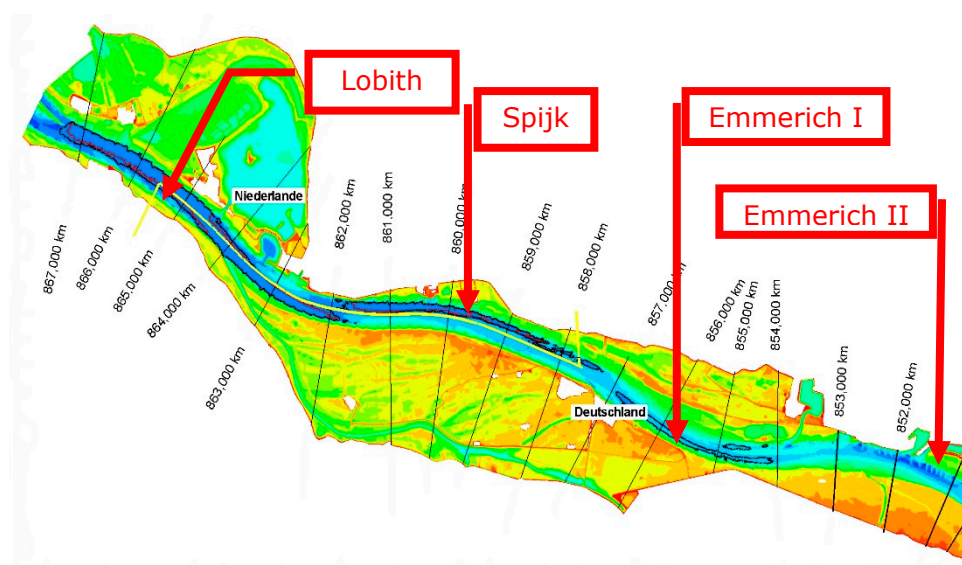 Lobith
Spijk
Emmerich I
Emmerich II
Niederlande
Deutschland
867,000 km
866,000 km
865,000 km
864,000 km
863,000 km
862,000 km
861,000 km
860,000 km
859,000 km
858,000 km
857,000 km
856,000 km
855,000 km
854,000 km
853,000 km
852,000 km